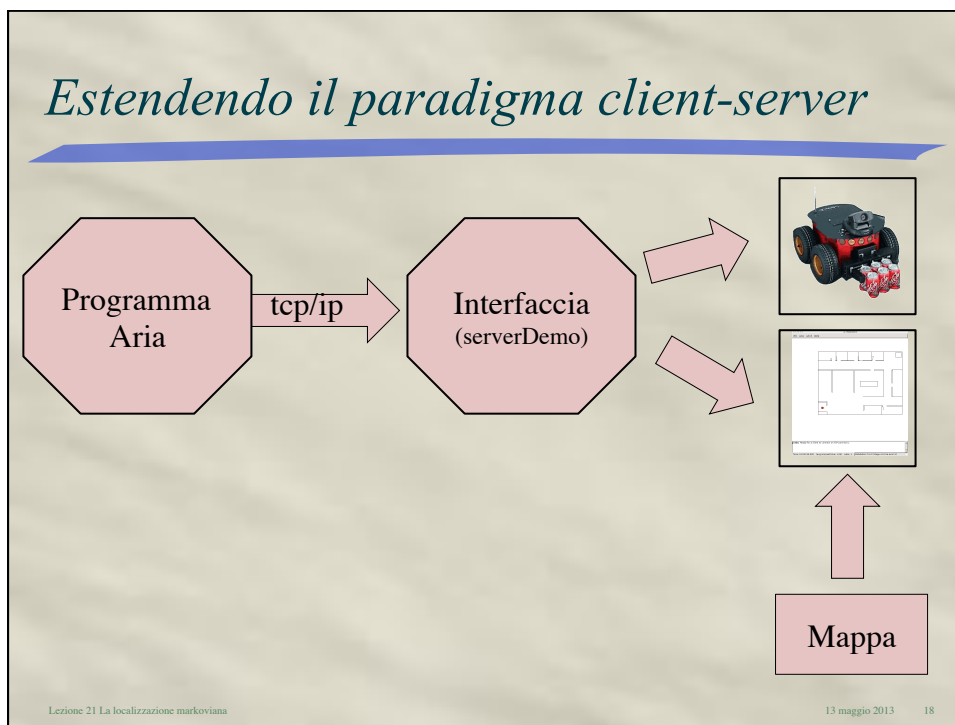 Estendendo il paradigma client-server
Programma
Aria
tcp/ip
Interfaccia
(serverDemo)
Mappa
Lezione 21 La localizzazione markoviana
13 maggio 2013
18